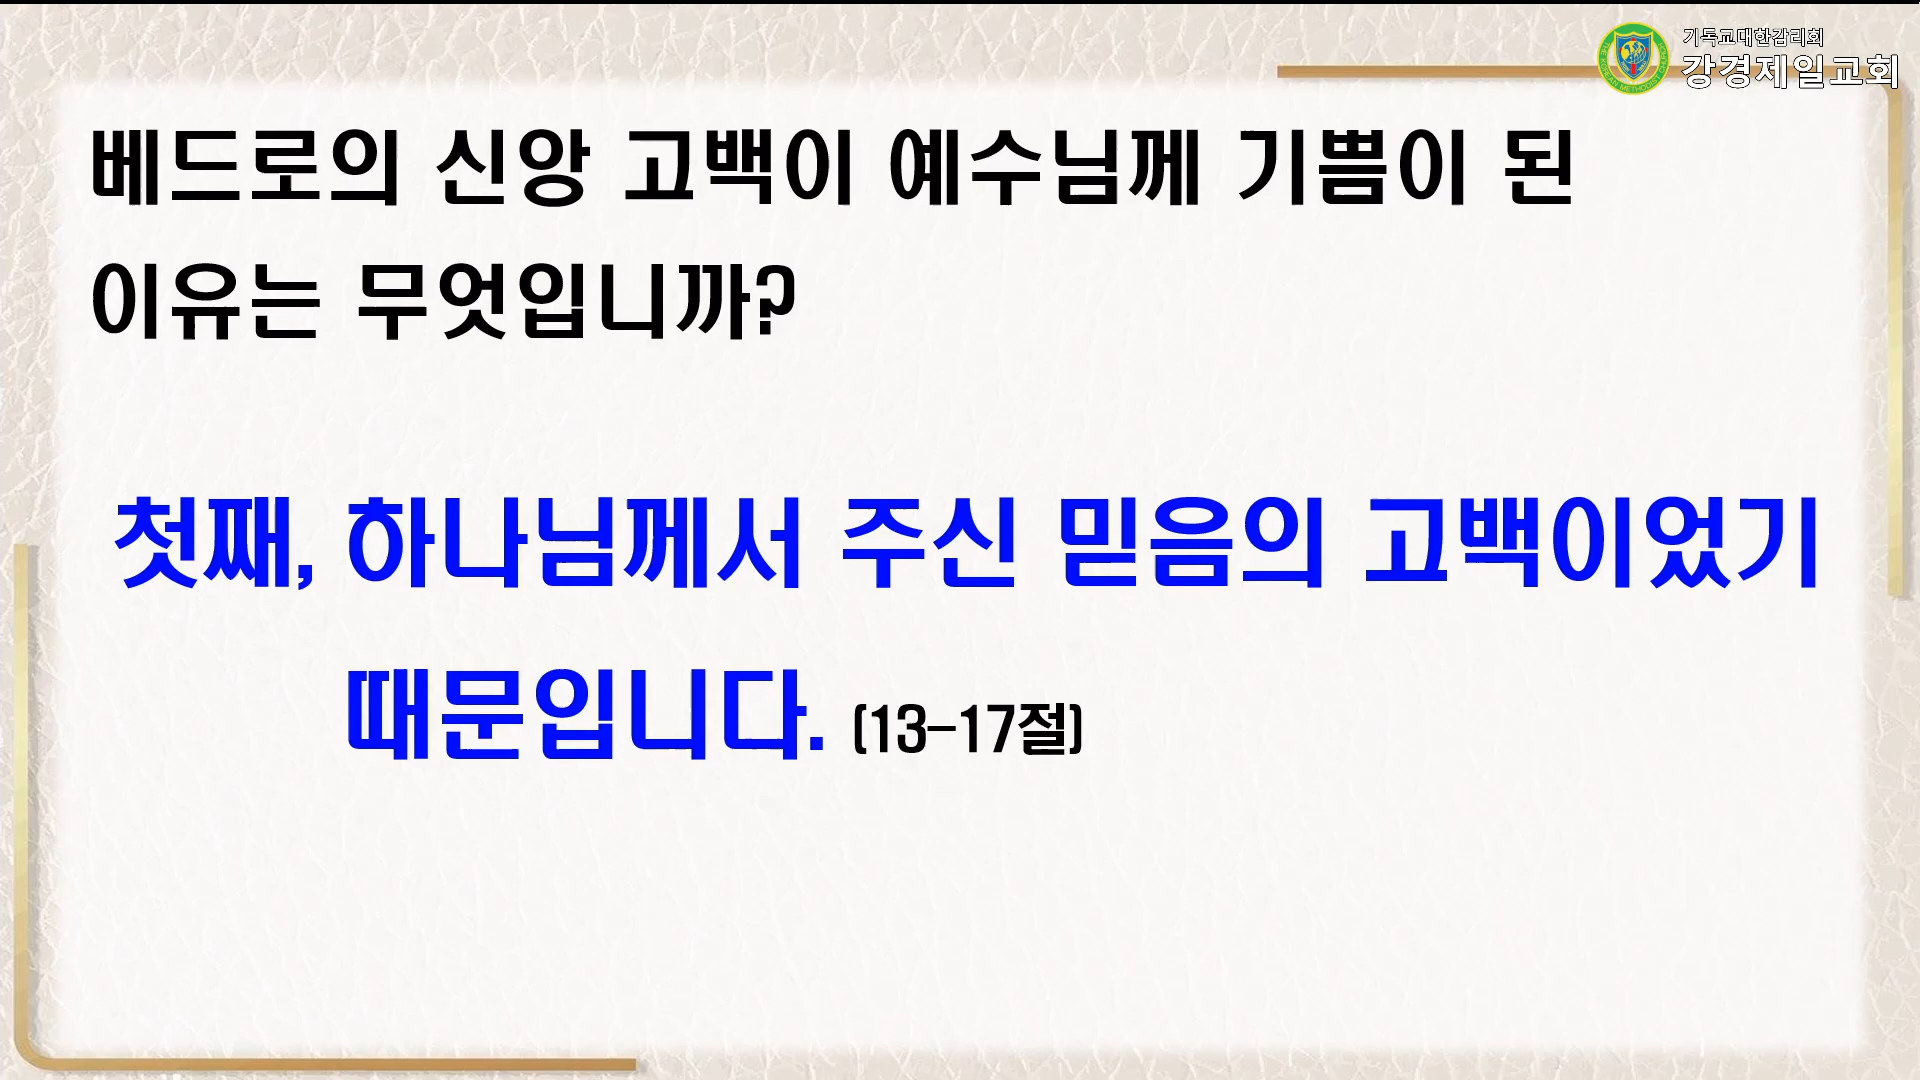 기독교대한감리회
강경제일교회
베드로의 신앙 고백이 예수님께 기쁨이 된
이유는 무엇입니까?
첫째, 하나님께서 주신 믿음의 고백이었기
때문입니다. (13-17절)